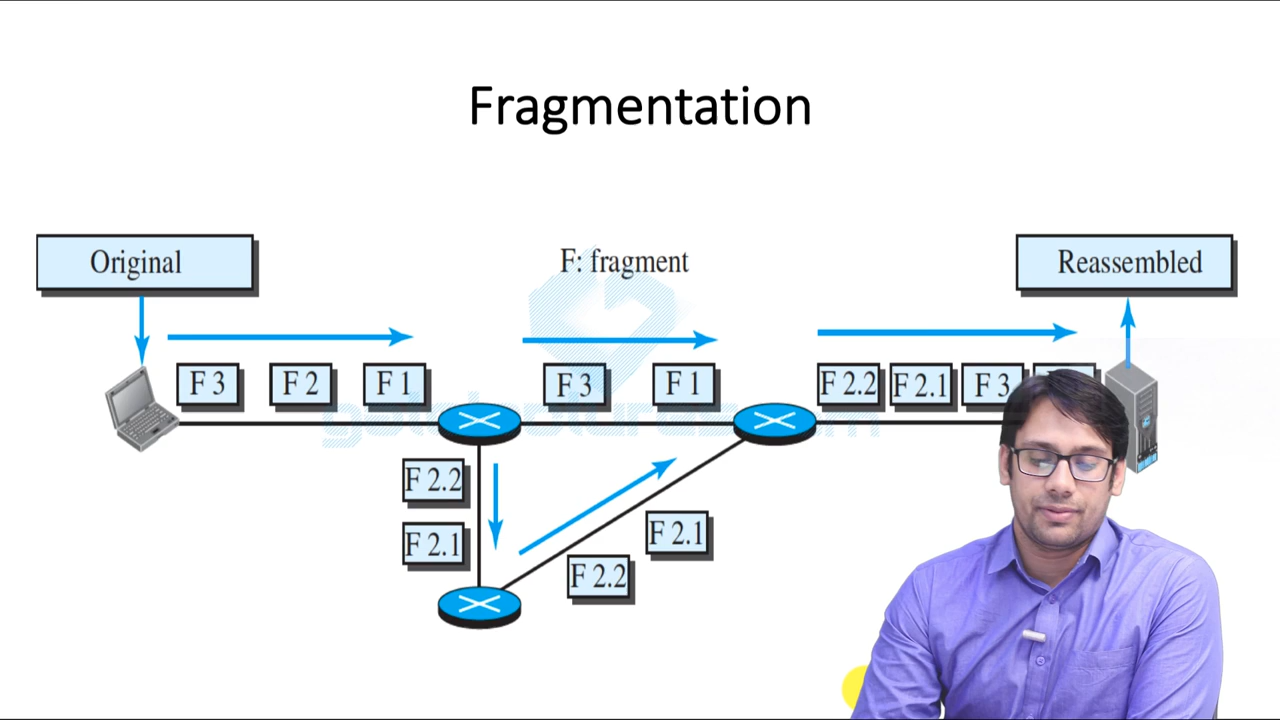 Fragmentation
Original
F: fragment
Reassembled
F 3
F 2
F 1
F 3
F 1
F 2.2
F 2.1
F 3
F 2.2
F 2.1
F 2.1
F 2.2